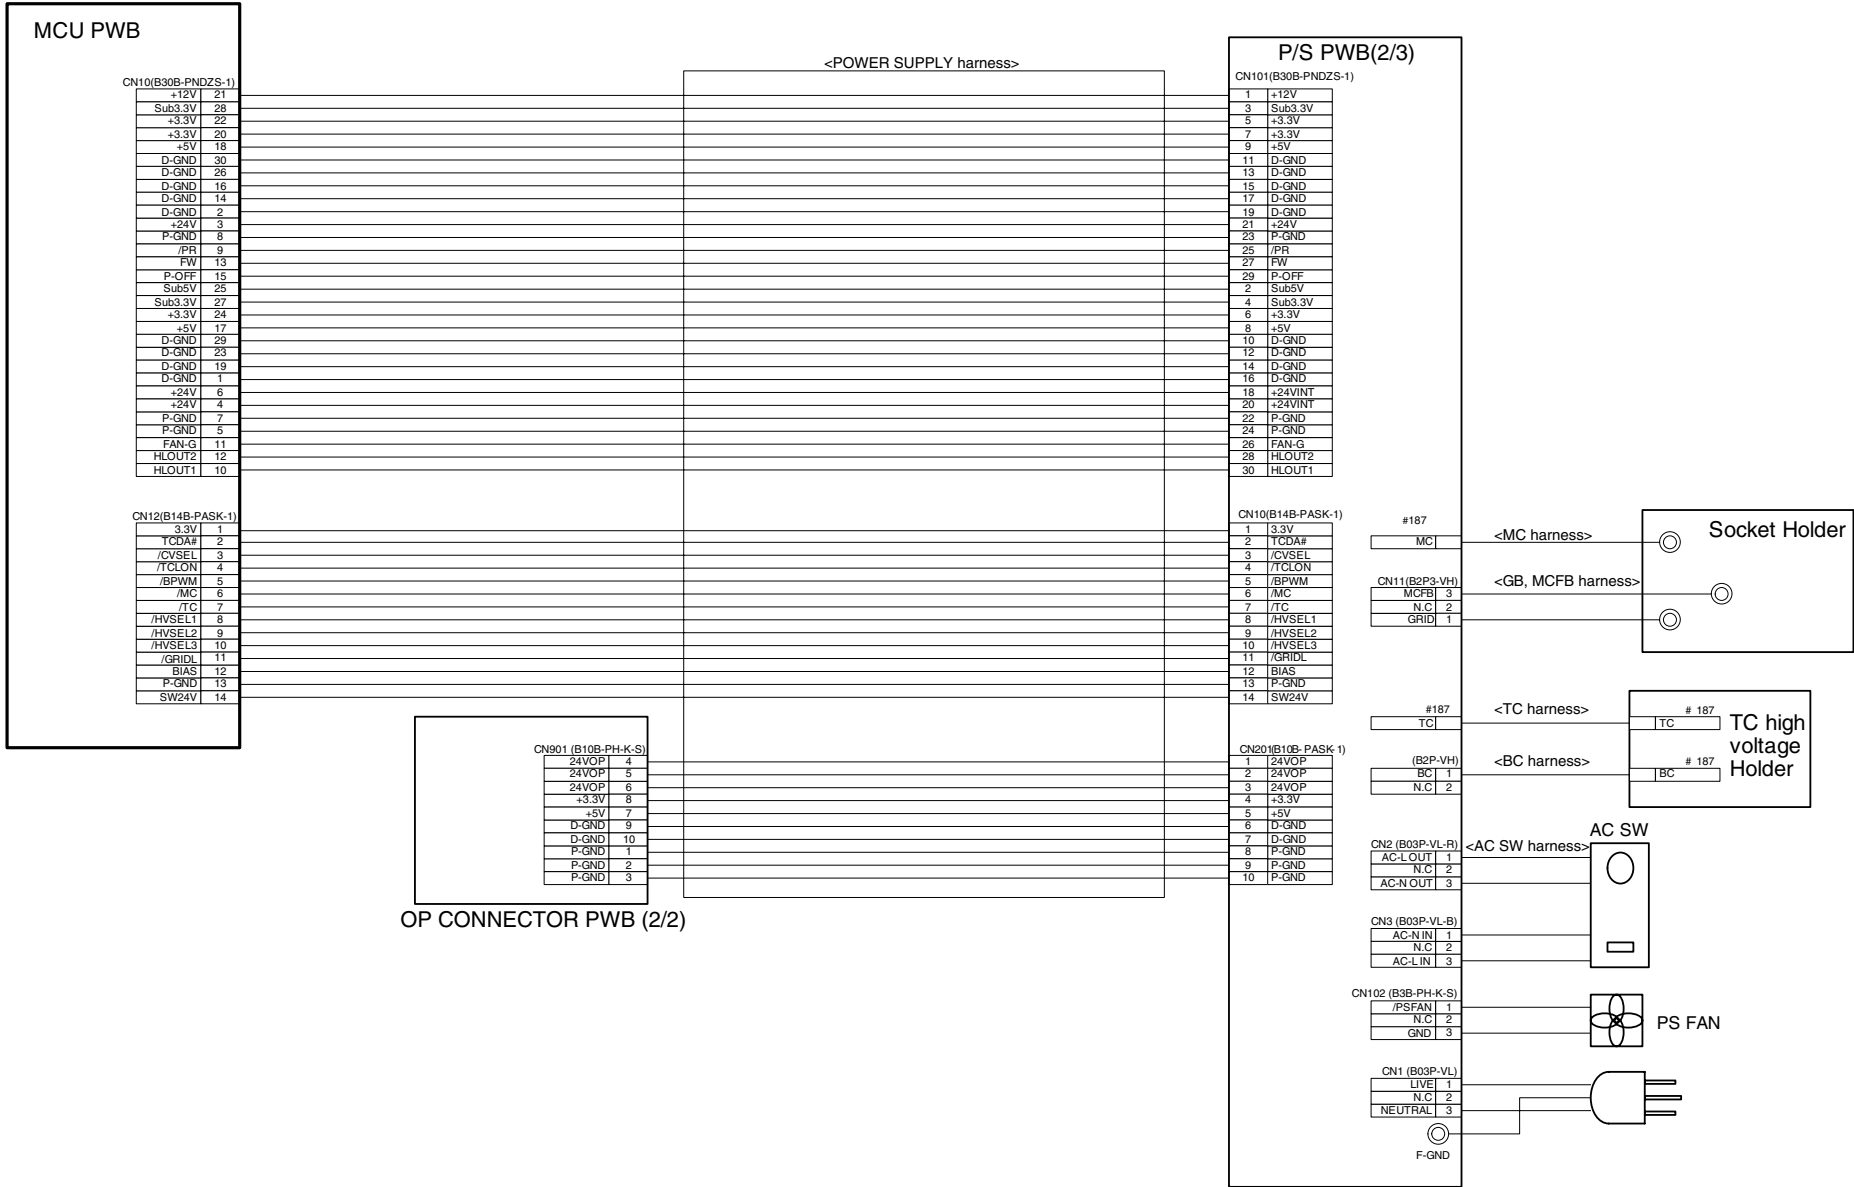 MCU PWB
CN10(B30B-PNDZS-1)
+12V 21
Sub3.3V 28
+3.3V 22
+3.3V 20
+5V 18
D-GND 30
D-GND 26
D-GND 16
D-GND 14
D-GND 2
+24V 3
P-GND 8
/PR 9
FW 13
P-OFF 15
Sub5V 25
Sub3.3V 27
+3.3V 24
+5V 17
D-GND 29
D-GND 23
D-GND 19
D-GND 1
+24V 6
+24V 4
P-GND 7
P-GND 5
FAN-G 11
HLOUT2 12
HLOUT1 10
CN12(B14B-PASK-1)
3.3V 1
TCDA# 2
/CVSEL 3
/TCLON 4
/BPWM 5
/MC 6
/TC 7
/HVSEL1 8
/HVSEL2 9
/HVSEL3 10
/GRIDL 11
BIAS 12
P-GND 13
SW24V 14
CN901 (B10B-PH-K-S)
24VOP 4
24VOP 5
24VOP 6
+3.3V 8
+5V 7
D-GND 9
D-GND 10
P-GND 1
P-GND 2
P-GND 3
OP CONNECTOR PWB (2/2)
<POWER SUPPLY harness>
P/S PWB(2/3)
CN101(B30B-PNDZS-1)
1 +12V
3 Sub3.3V
5 +3.3V
7 +3.3V
9 +5V
11 D-GND
13 D-GND
15 D-GND
17 D-GND
19 D-GND
21 +24V
23 P-GND
25 /PR
27 FW
29 P-OFF
2 Sub5V
4 Sub3.3V
6 +3.3V
8 +5V
10 D-GND
12 D-GND
14 D-GND
16 D-GND
18 +24VINT
20 +24VINT
22 P-GND
24 P-GND
26 FAN-G
28 HLOUT2
30 HLOUT1
CN10(B14B-PASK-1)
1 3.3V
2 TCDA#
3 /CVSEL
4 /TCLON
5 /BPWM
6 /MC
7 /TC
8 /HVSEL1
9 /HVSEL2
10 /HVSEL3
11 /GRIDL
12 BIAS
13 P-GND
14 SW24V
CN201(B10B- PASK-1)
1 24VOP
2 24VOP
3 24VOP
4 +3.3V
5 +5V
6 D-GND
7 D-GND
8 P-GND
9 P-GND
10 P-GND
#187
MC
<MC harness>
Socket Holder
CN11(B2P3-VH)
<GB, MCFB harness>
MCFB 3
N.C 2
GRID 1
#187
TC
<TC harness>
# 187
TC
TC high
voltage
Holder
(B2P-VH)
BC 1
N.C 2
<BC harness>
# 187
BC
AC SW
CN2 (B03P-VL-R)
<AC SW harness>
AC-L OUT 1
N.C 2
AC-N OUT 3
CN3 (B03P-VL-B)
AC-N IN 1
N.C 2
AC-L IN 3
CN102 (B3B-PH-K-S)
/PSFAN 1
N.C 2
GND 3
PS FAN
CN1 (B03P-VL)
LIVE 1
N.C 2
NEUTRAL 3
F-GND